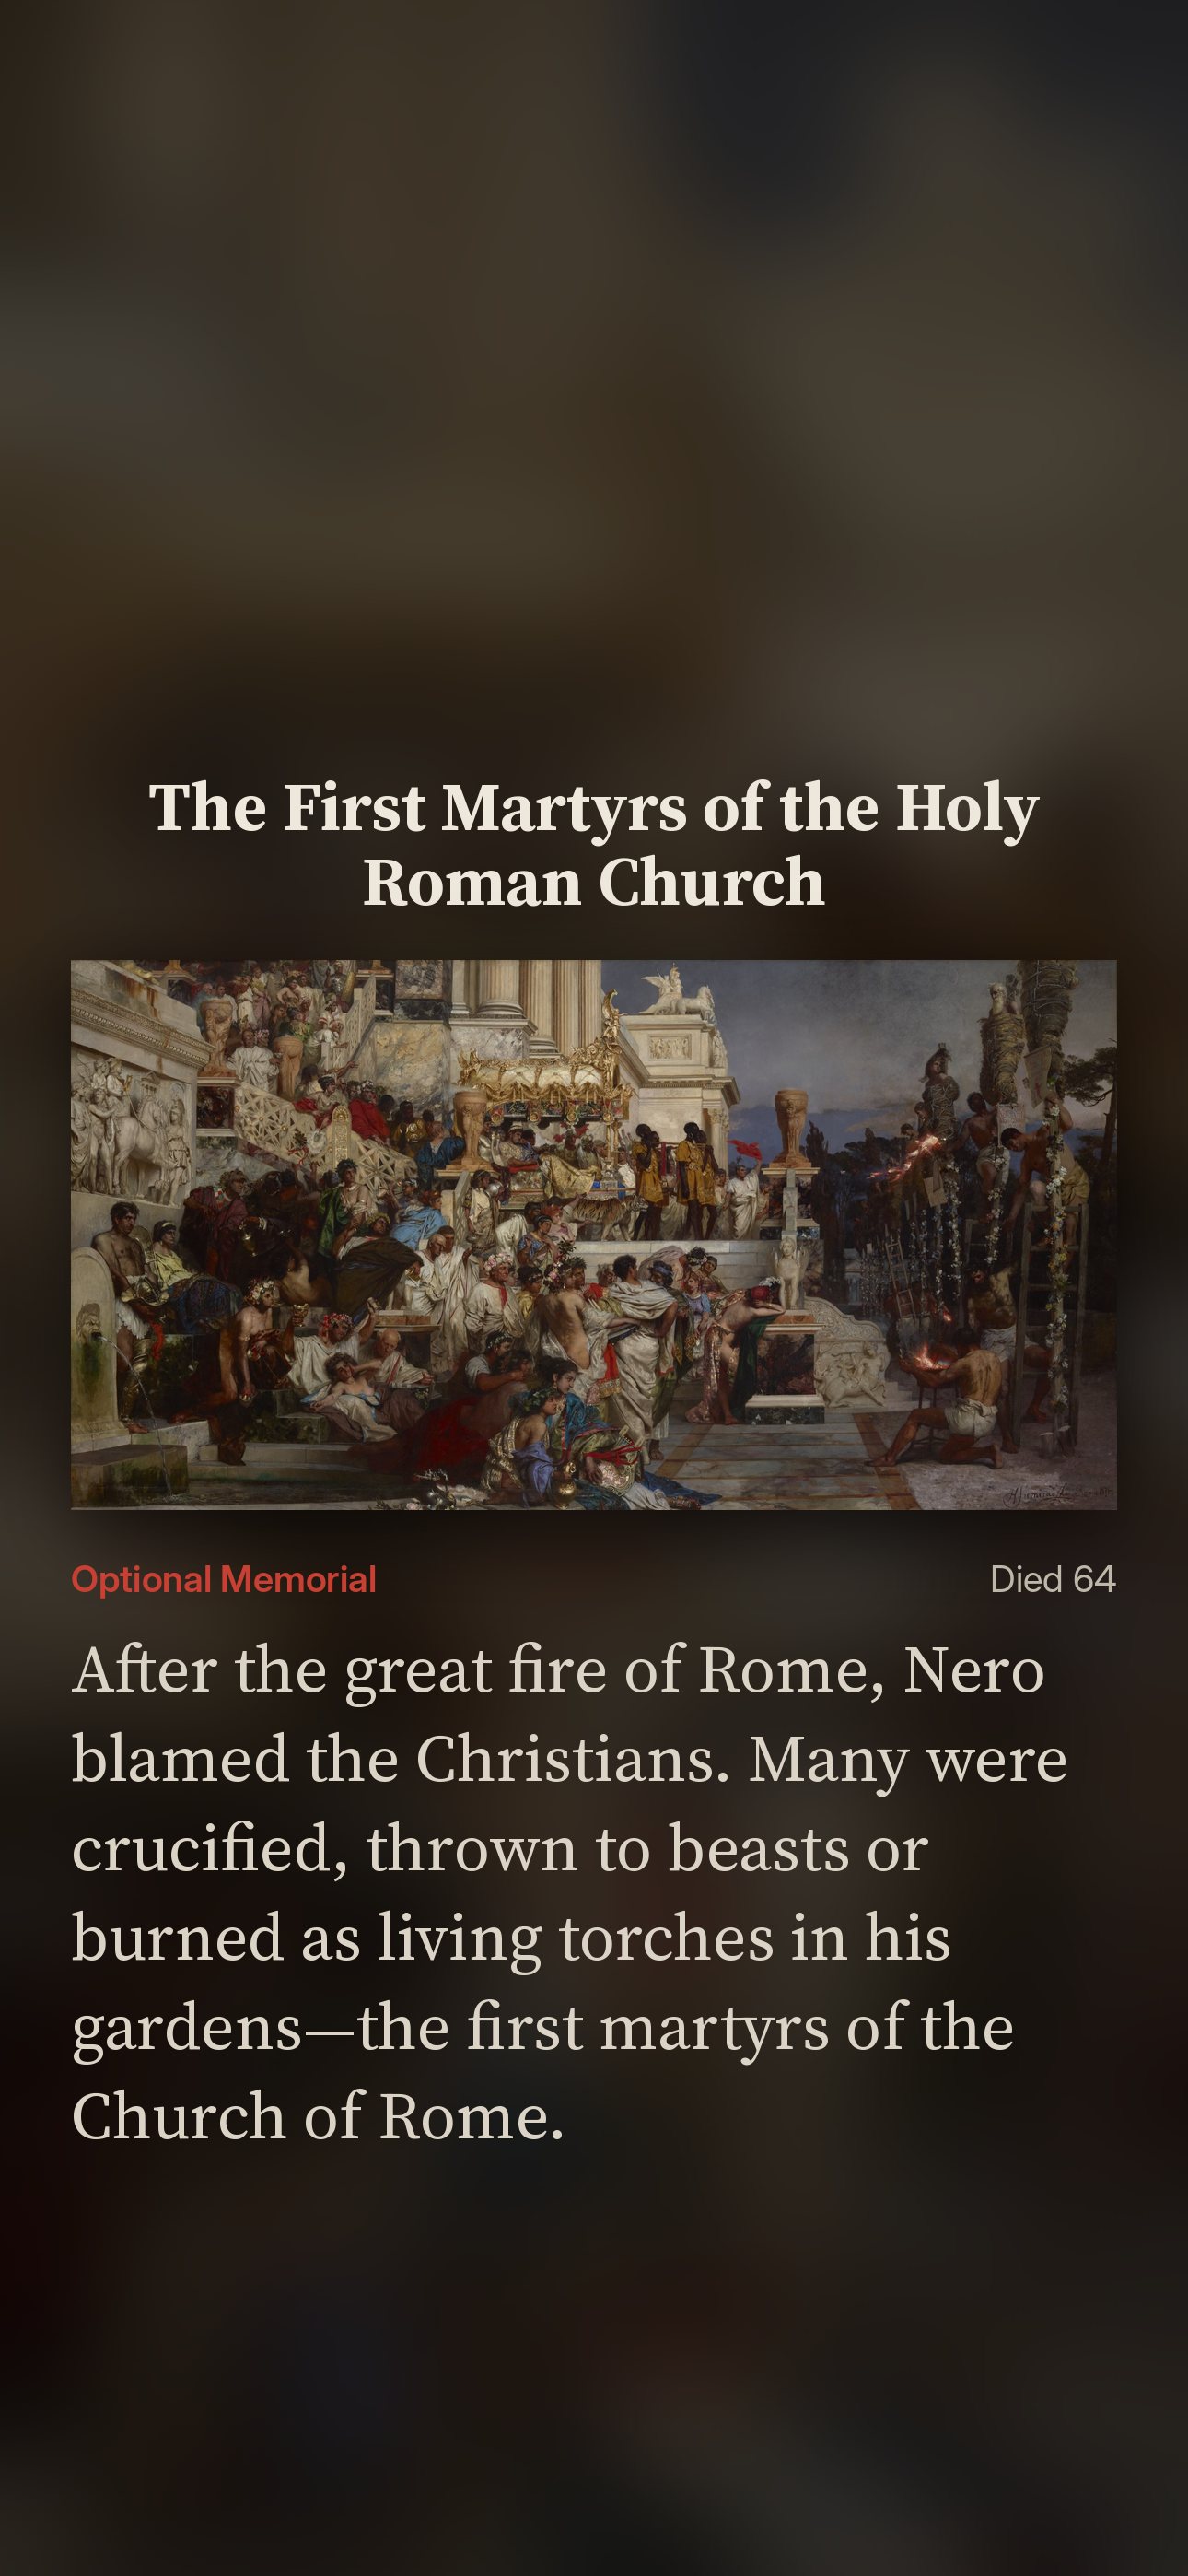 The First Martyrs of the Holy
Roman Church
Optional Memorial
Died 64
After the great fire of Rome, Nero
blamed the Christians. Many were
crucified, thrown to beasts or
burned as living torches in his
gardens—the first martyrs of the
Church of Rome.